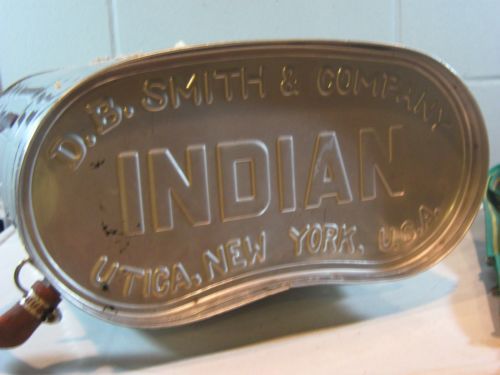 D.B. SMITH & COMPANY
INDIAN
UTICA, NEW YORK, U.S.A.